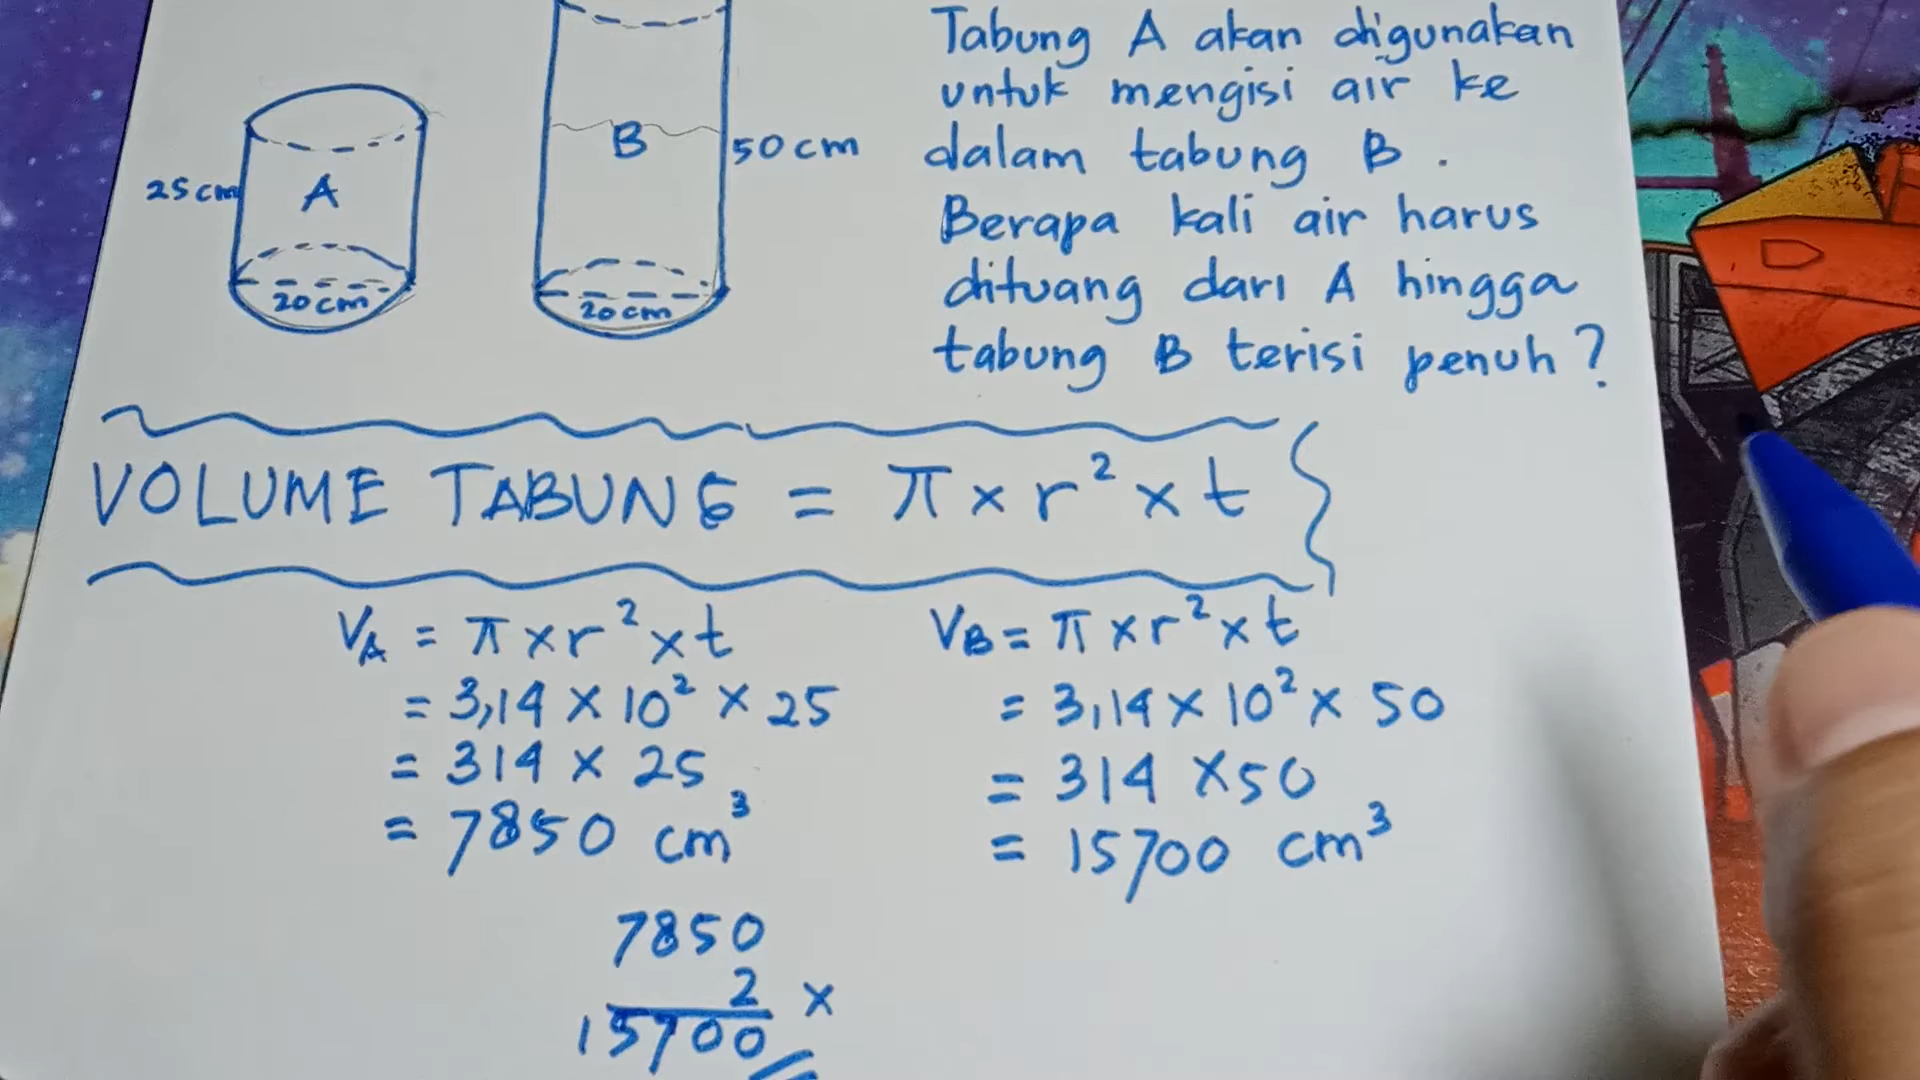 Tabung A akan digunakan
untuk mengisi air ke
dalam tabung B.
Berapa kali air harus
dituang dari A hingga
tabung B terisi penuh?
25 cm
A
20 cm
B
50 cm
20 cm
VOLUME TABUNG = π × r² × t
VA = π × r² × t
= 3,14 × 10² × 25
= 314 × 25
= 7850 cm³
VB = π × r² × t
= 3,14 × 10² × 50
= 314 × 50
= 15700 cm³
7850
2 ×
15700